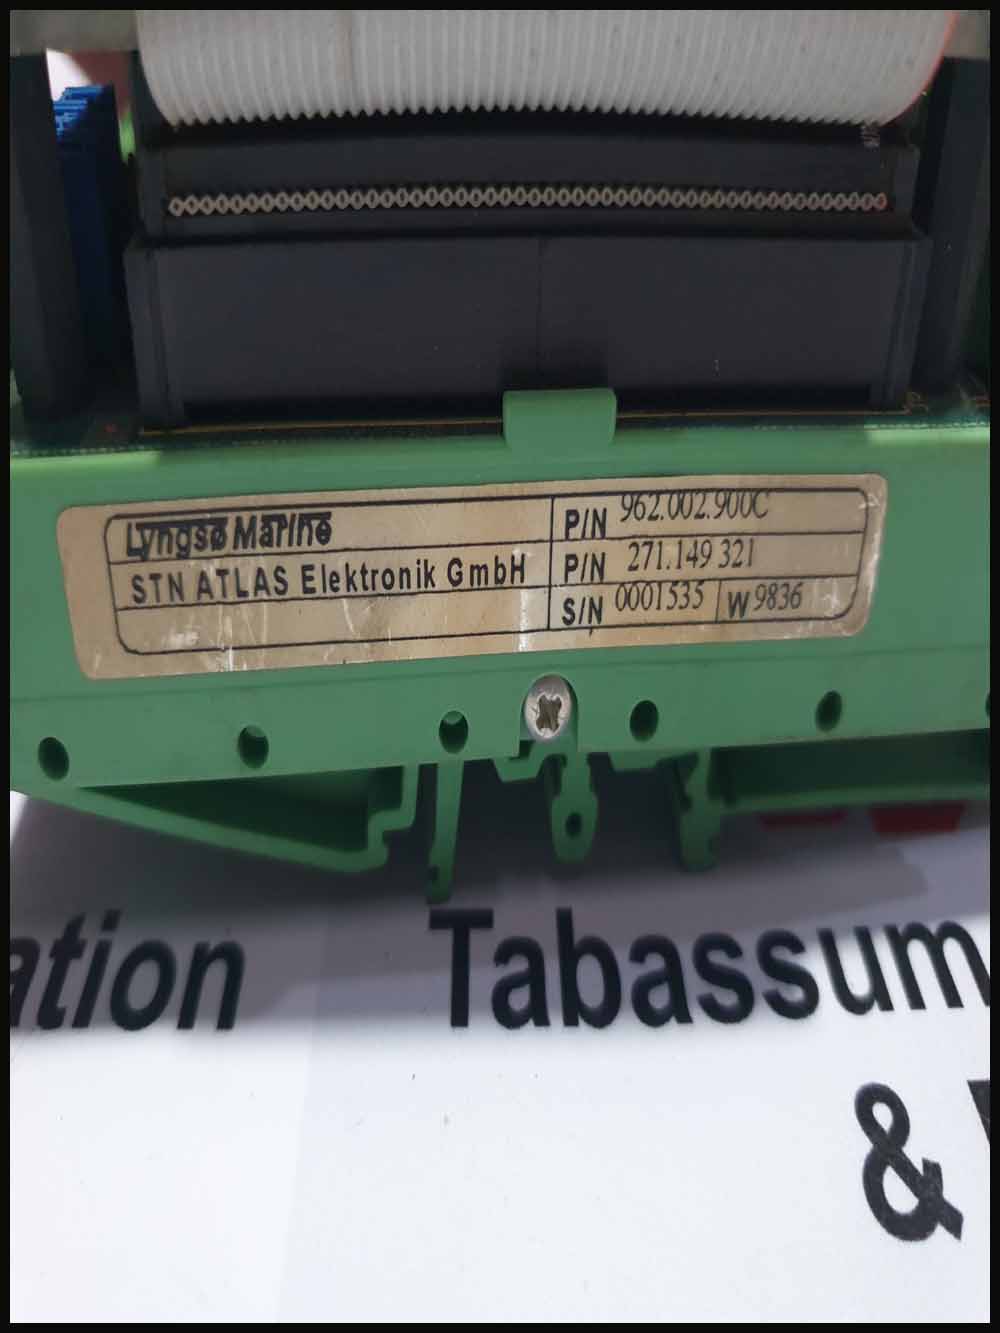 Lyngsø Marine
STN ATLAS Elektronik GmbH
P/N 962.002.900C
P/N 271.149 321
S/N 0001535 W 9836
ation Tabassum
&